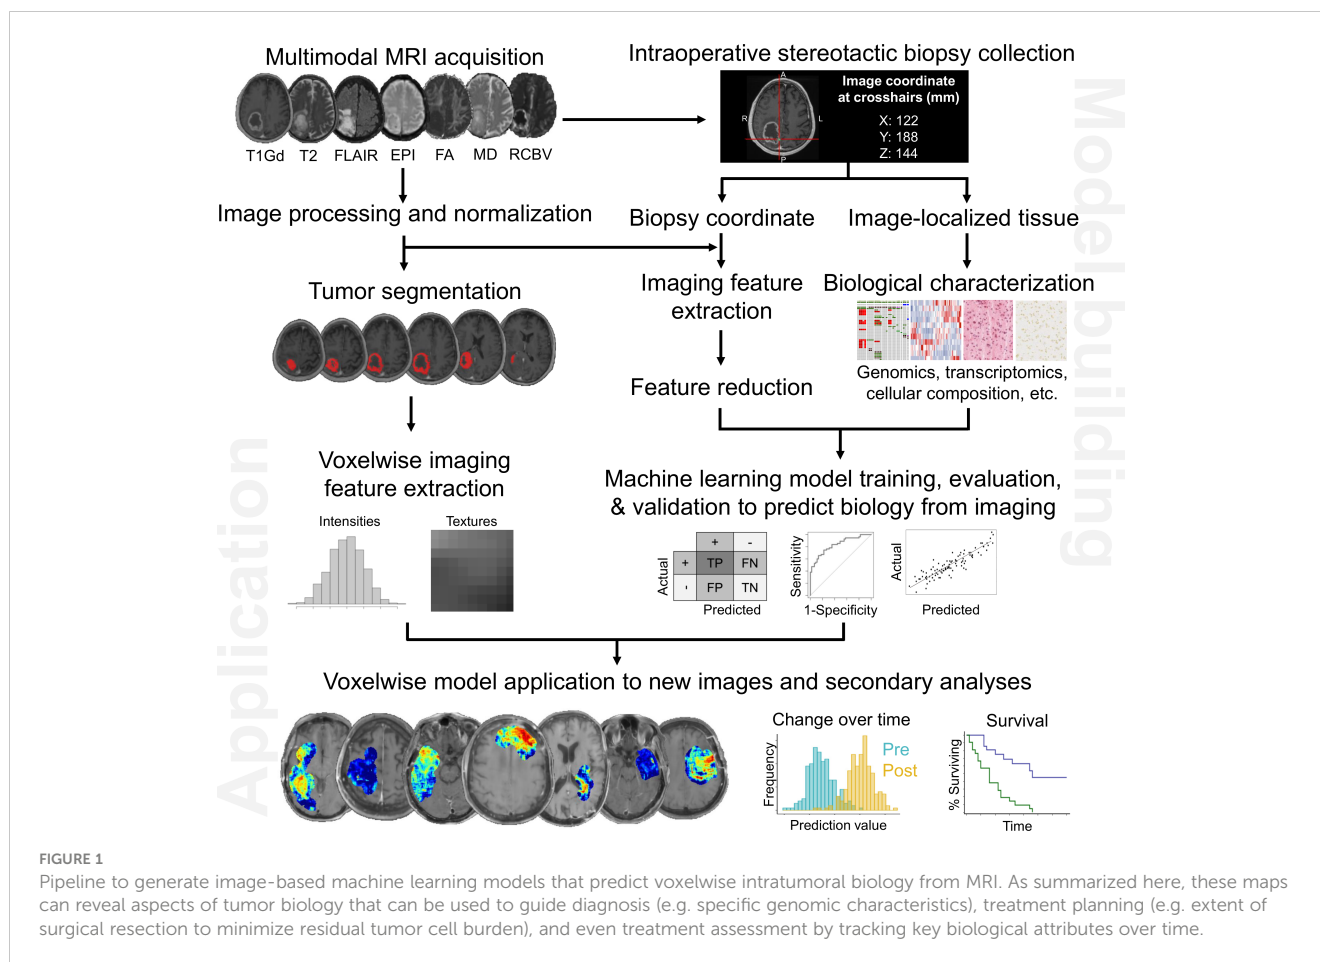 Multimodal MRI acquisition
T1Gd T2 FLAIR EPI FA MD RCBV
Intraoperative stereotactic biopsy collection
A
R
L
P
Image coordinate
at crosshairs (mm)
X: 122
Y: 188
Z: 144
Image processing and normalization
Biopsy coordinate
Image-localized tissue
Model building
Tumor segmentation
Imaging feature
extraction
Biological characterization
Genomics, transcriptomics,
cellular composition, etc.
Feature reduction
Application
Voxelwise imaging
feature extraction
Intensities
Textures
Machine learning model training, evaluation,
& validation to predict biology from imaging
+ -
Actual
+ TP FN
- FP TN
Predicted
Sensitivity
1-Specificity
Actual
Predicted
Voxelwise model application to new images and secondary analyses
Change over time
Frequency
Pre
Post
Prediction value
Survival
% Surviving
Time
FIGURE 1
Pipeline to generate image-based machine learning models that predict voxelwise intratumoral biology from MRI. As summarized here, these maps
can reveal aspects of tumor biology that can be used to guide diagnosis (e.g. specific genomic characteristics), treatment planning (e.g. extent of
surgical resection to minimize residual tumor cell burden), and even treatment assessment by tracking key biological attributes over time.